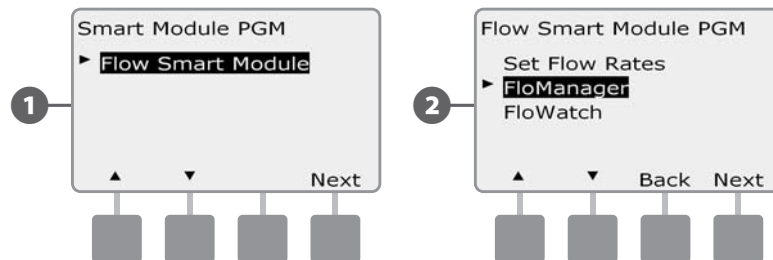 1
Smart Module PGM
► Flow Smart Module
▲ ▼ Next
2
Flow Smart Module PGM
Set Flow Rates
► FloManager
FloWatch
▲ ▼ Back Next